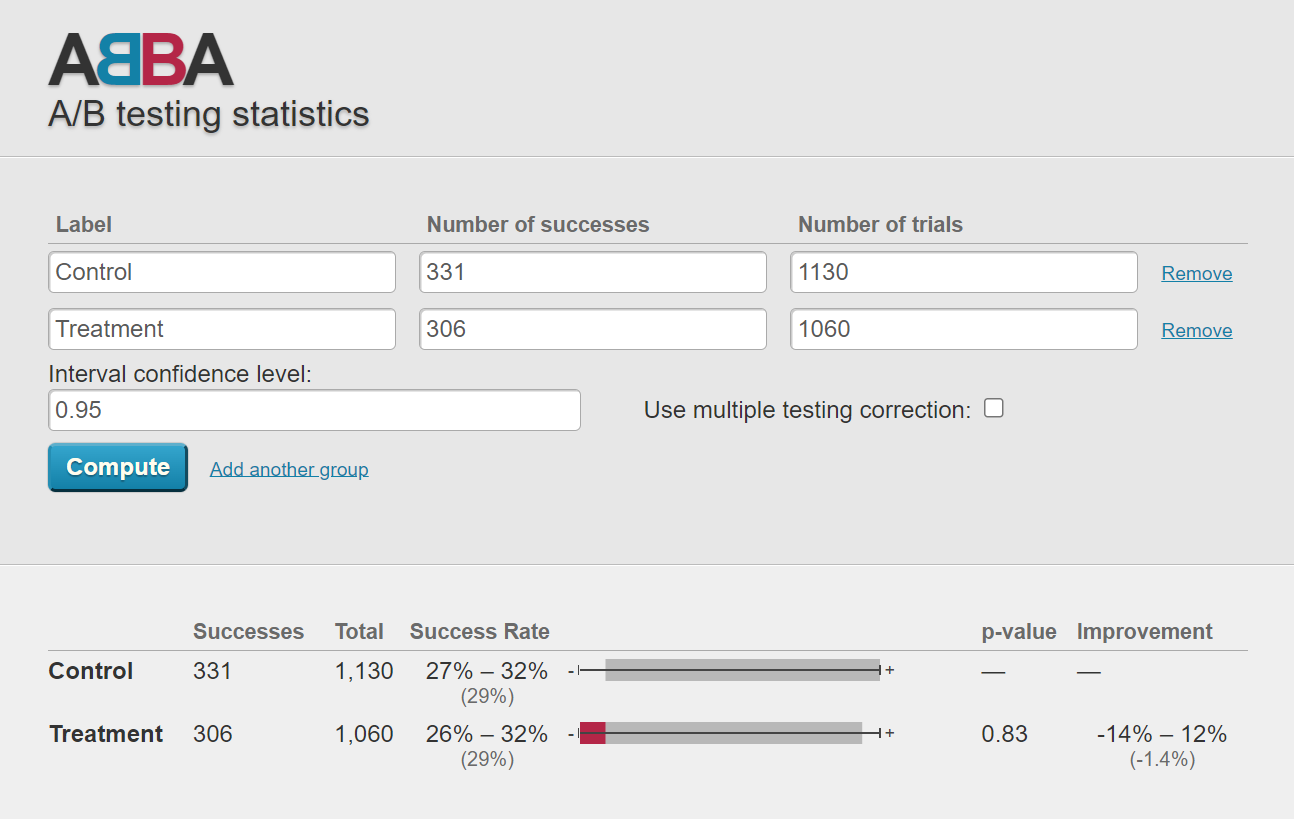 ABBA
A/B testing statistics
Label Number of successes Number of trials
Control 331 1130 Remove
Treatment 306 1060 Remove
Interval confidence level:
0.95 Use multiple testing correction:
Compute Add another group
Successes Total Success Rate p-value Improvement
Control 331 1,130 27% – 32% - + — —
(29%)
Treatment 306 1,060 26% – 32% - + 0.83 -14% – 12%
(29%) (-1.4%)